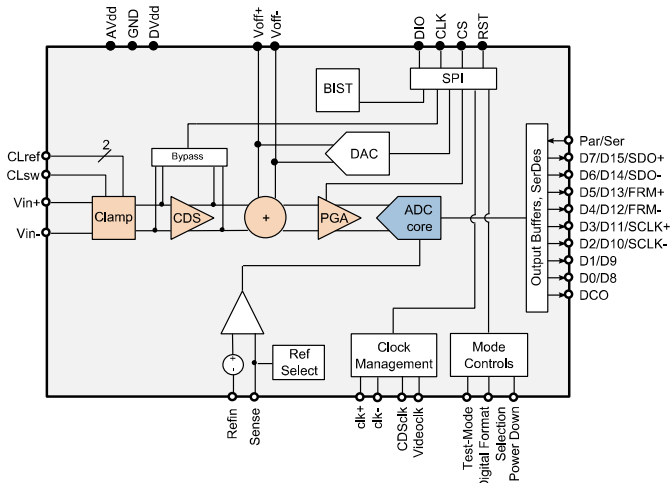 AVdd
GND
DVdd
Voff+
Voff-
DIO
CLK
CS
RST
SPI
BIST
2
CLref
CLsw
Vin+
Vin-
Bypass
DAC
Clamp
CDS
+
PGA
ADC
core
Output Buffers, SerDes
Par/Ser
D7/D15/SDO+
D6/D14/SDO-
D5/D13/FRM+
D4/D12/FRM-
D3/D11/SCLK+
D2/D10/SCLK-
D1/D9
D0/D8
DCO
+
-
Ref
Select
Clock
Management
Mode
Controls
Refin
Sense
clk+
clk-
CDSclk
Videoclk
Test-Mode
Digital Format
Selection
Power Down